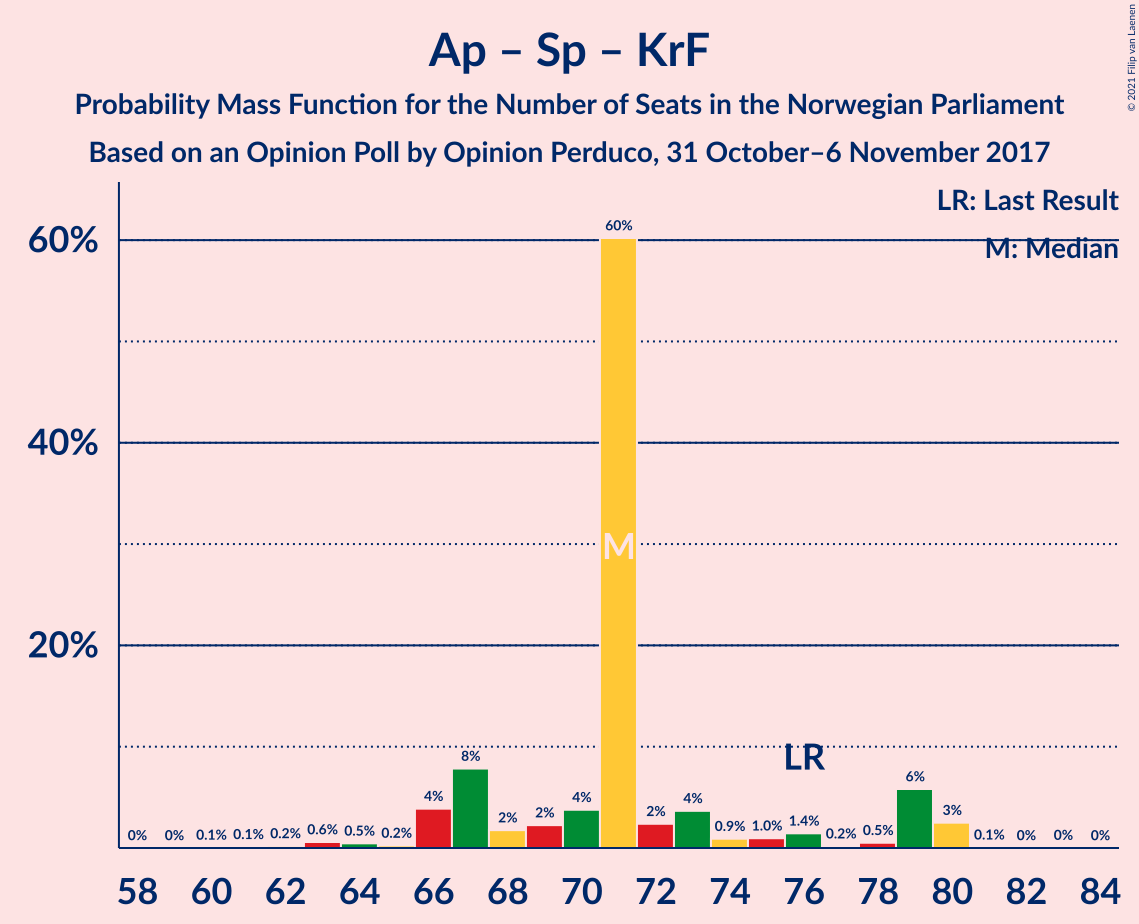 Ap – Sp – KrF
Probability Mass Function for the Number of Seats in the Norwegian Parliament
Based on an Opinion Poll by Opinion Perduco, 31 October–6 November 2017
© 2021 Filip van Laenen
LR: Last Result
M: Median
60%
40%
20%
0% 0% 0.1% 0.1% 0.2% 0.6% 0.5% 0.2% 4% 8% 2% 2% 4% 60% 2% 4% 0.9% 1.0% 1.4% 0.2% 0.5% 6% 3% 0.1% 0% 0% 0%
M
LR
58 60 62 64 66 68 70 72 74 76 78 80 82 84